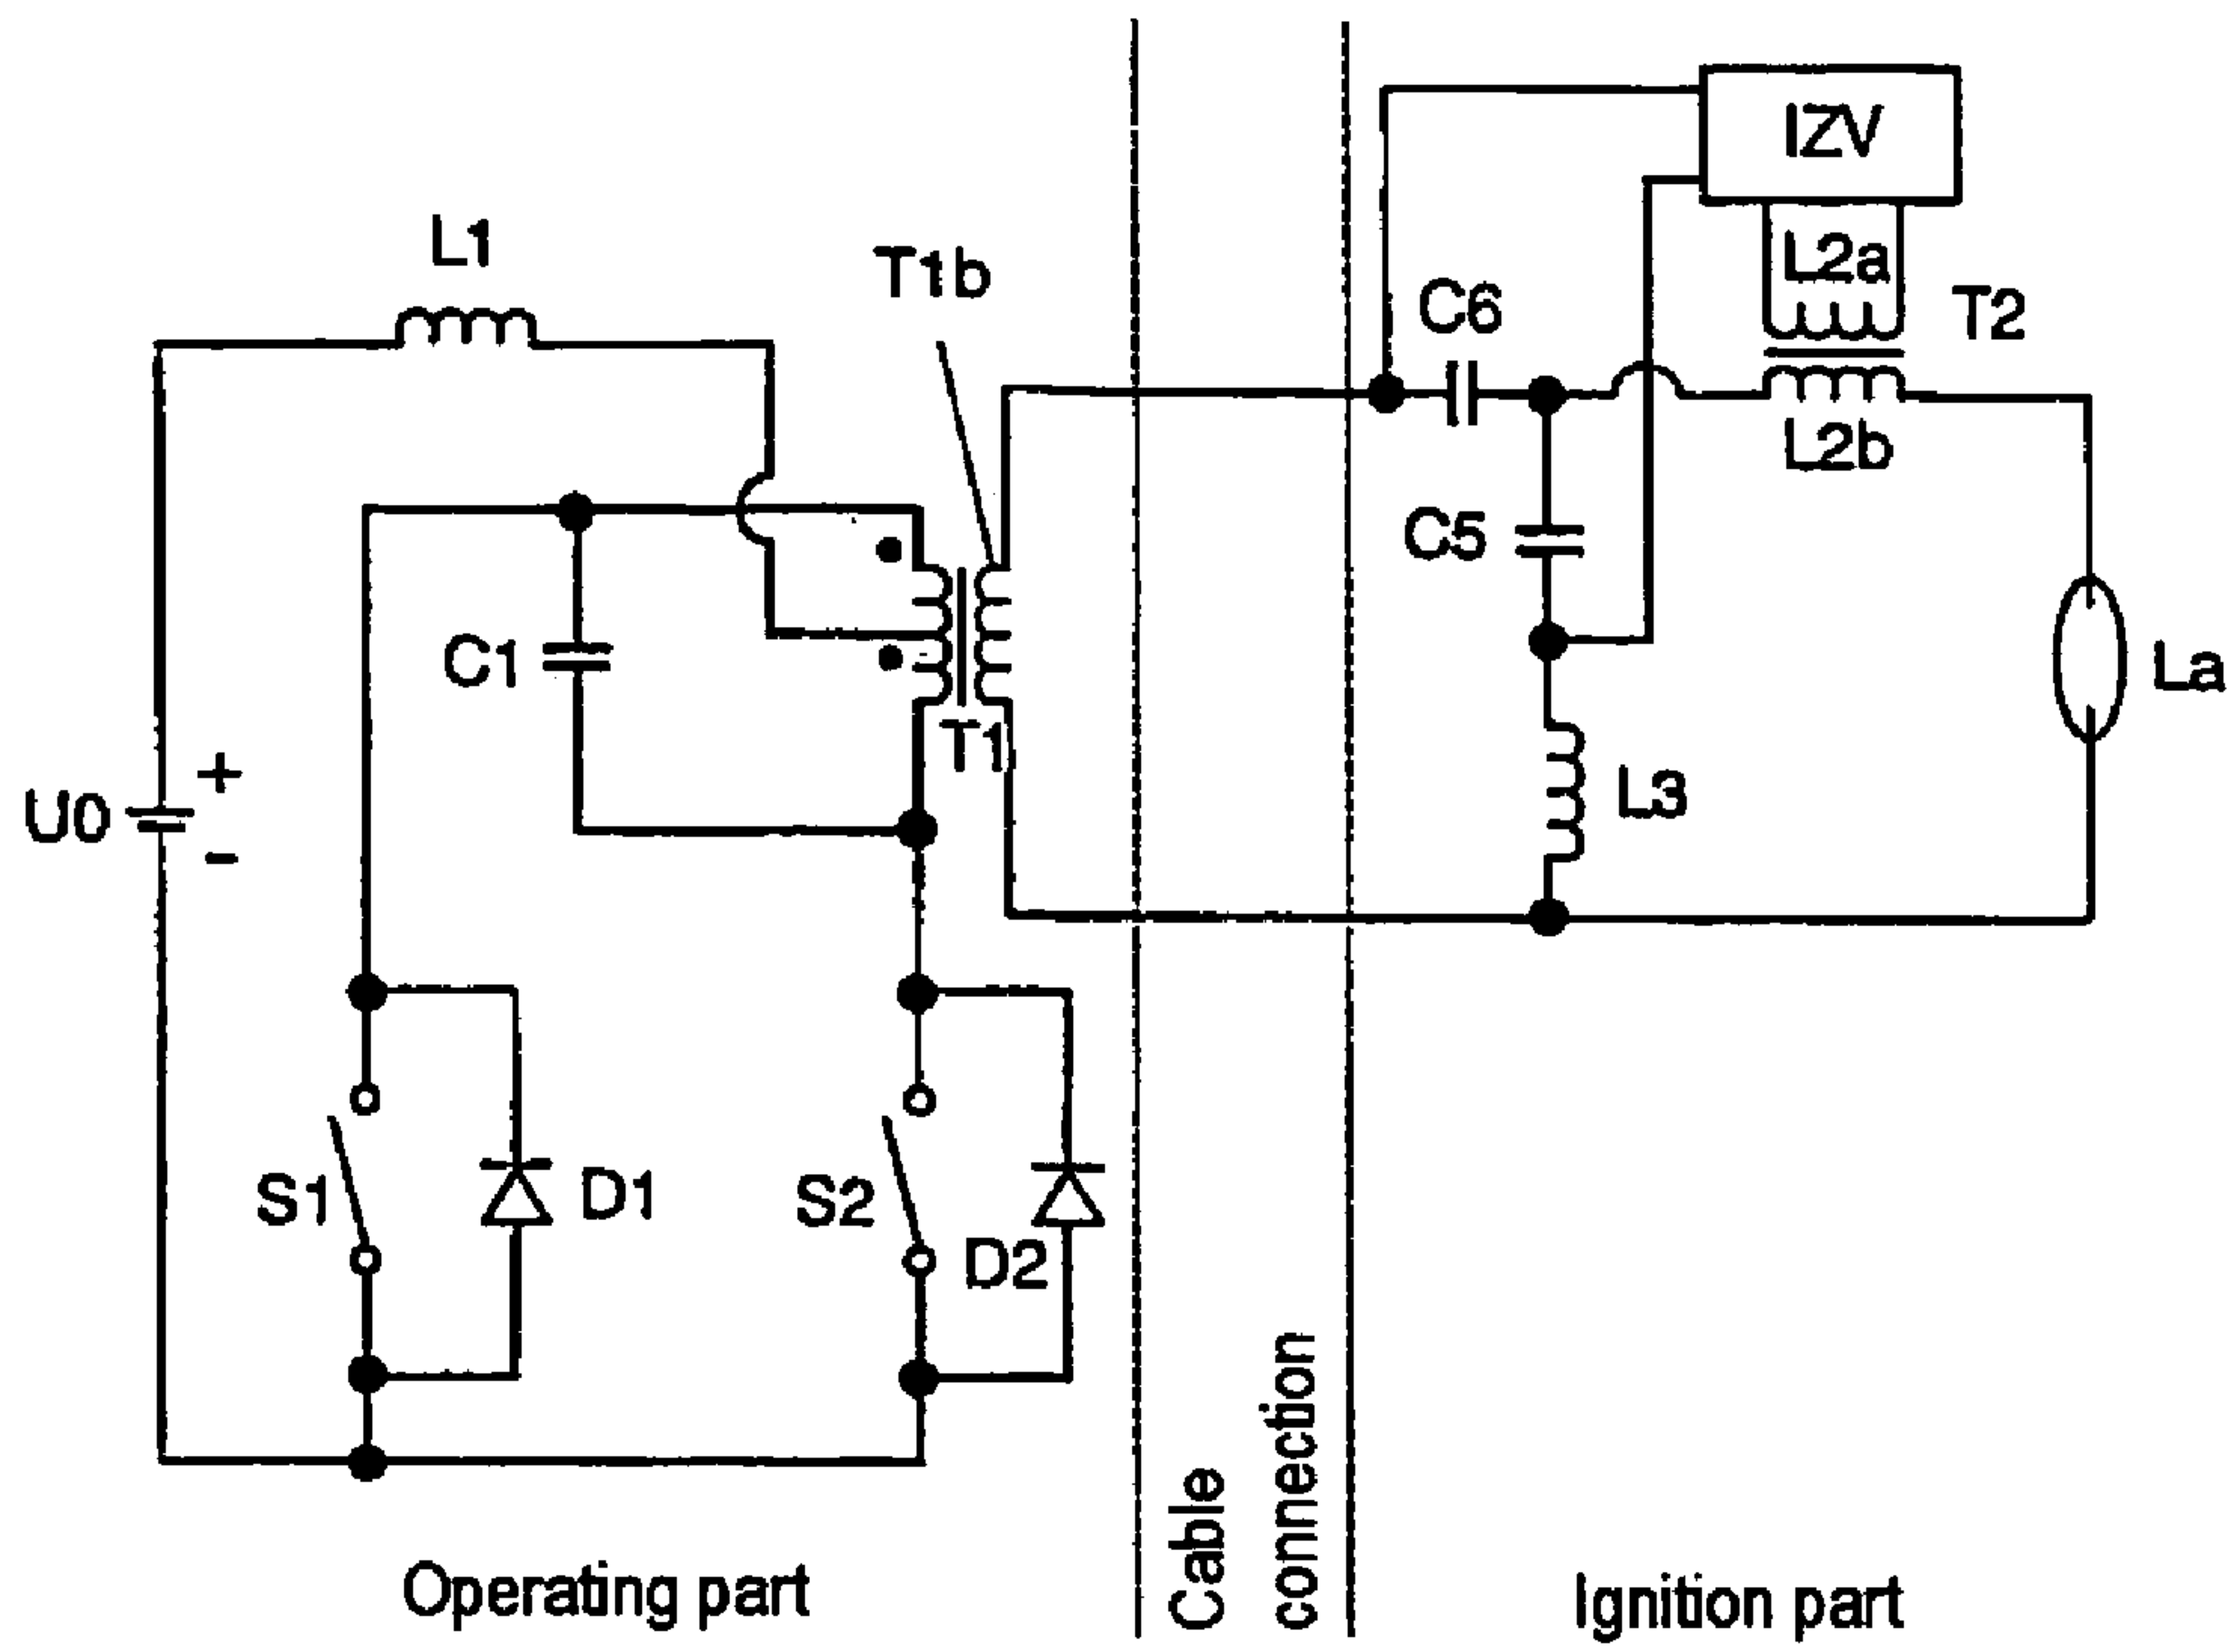 IZV
L1
T1b
L2a
C6
T2
L2b
C5
C1
La
T1
L3
U0
+
-
S1
D1
S2
D2
Cable
connection
Operating part
Ignition part